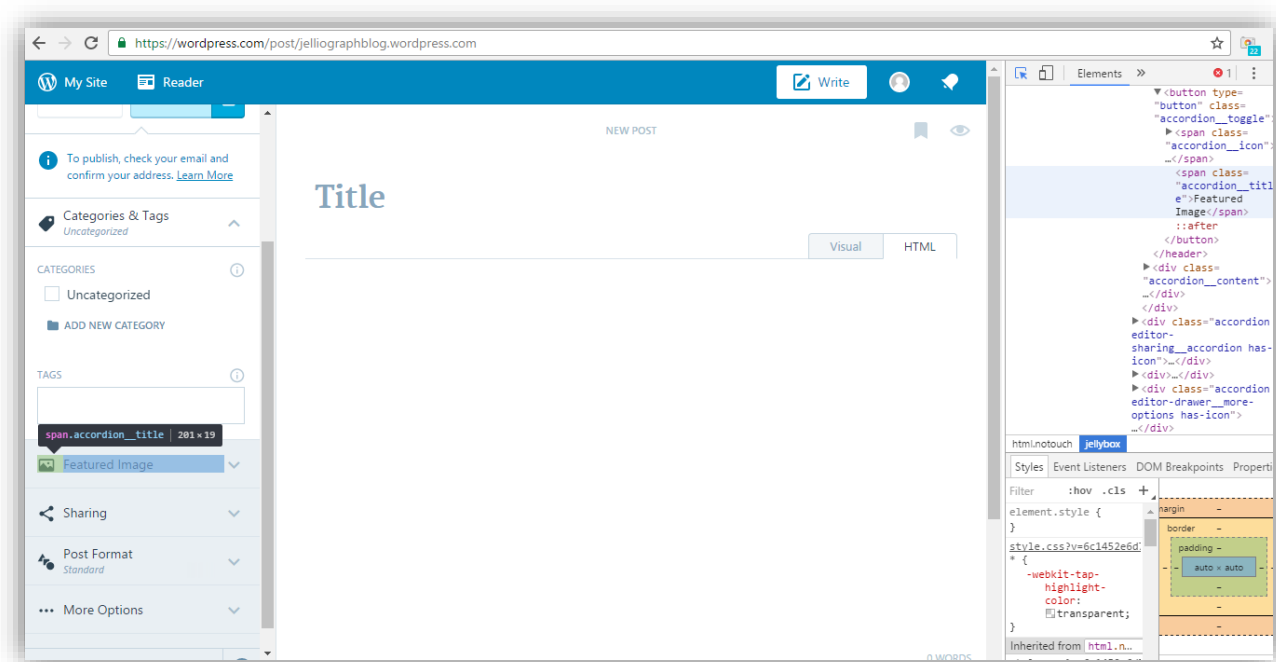 https://wordpress.com/post/jelliographblog.wordpress.com
22
My Site
Reader
Write
To publish, check your email and
confirm your address. Learn More
Categories & Tags
Uncategorized
CATEGORIES
Uncategorized
ADD NEW CATEGORY
TAGS
span.accordion__title | 201×19
Featured Image
Sharing
Post Format
Standard
More Options
NEW POST
Title
Visual
HTML
0 WORDS
Elements » 1
▼<button type=
"button" class=
"accordion__toggle">
▶<span class=
"accordion__icon">
…</span>
<span class=
"accordion__titl
e">Featured
Image</span>
::after
</button>
</header>
▶<div class=
"accordion__content">
…</div>
</div>
▶<div class="accordion
editor-
sharing__accordion has-
icon">…</div>
▶<div>…</div>
▶<div class="accordion
editor-drawer__more-
options has-icon">
…</div>
html.notouch jellybox
Styles Event Listeners DOM Breakpoints Properti
Filter :hov .cls +
element.style {
}
style.css?v=6c1452e6d
* {
-webkit-tap-
highlight-
color:
transparent;
}
Inherited from html.n…
margin -
border -
padding -
- - auto × auto - -
-
-
-